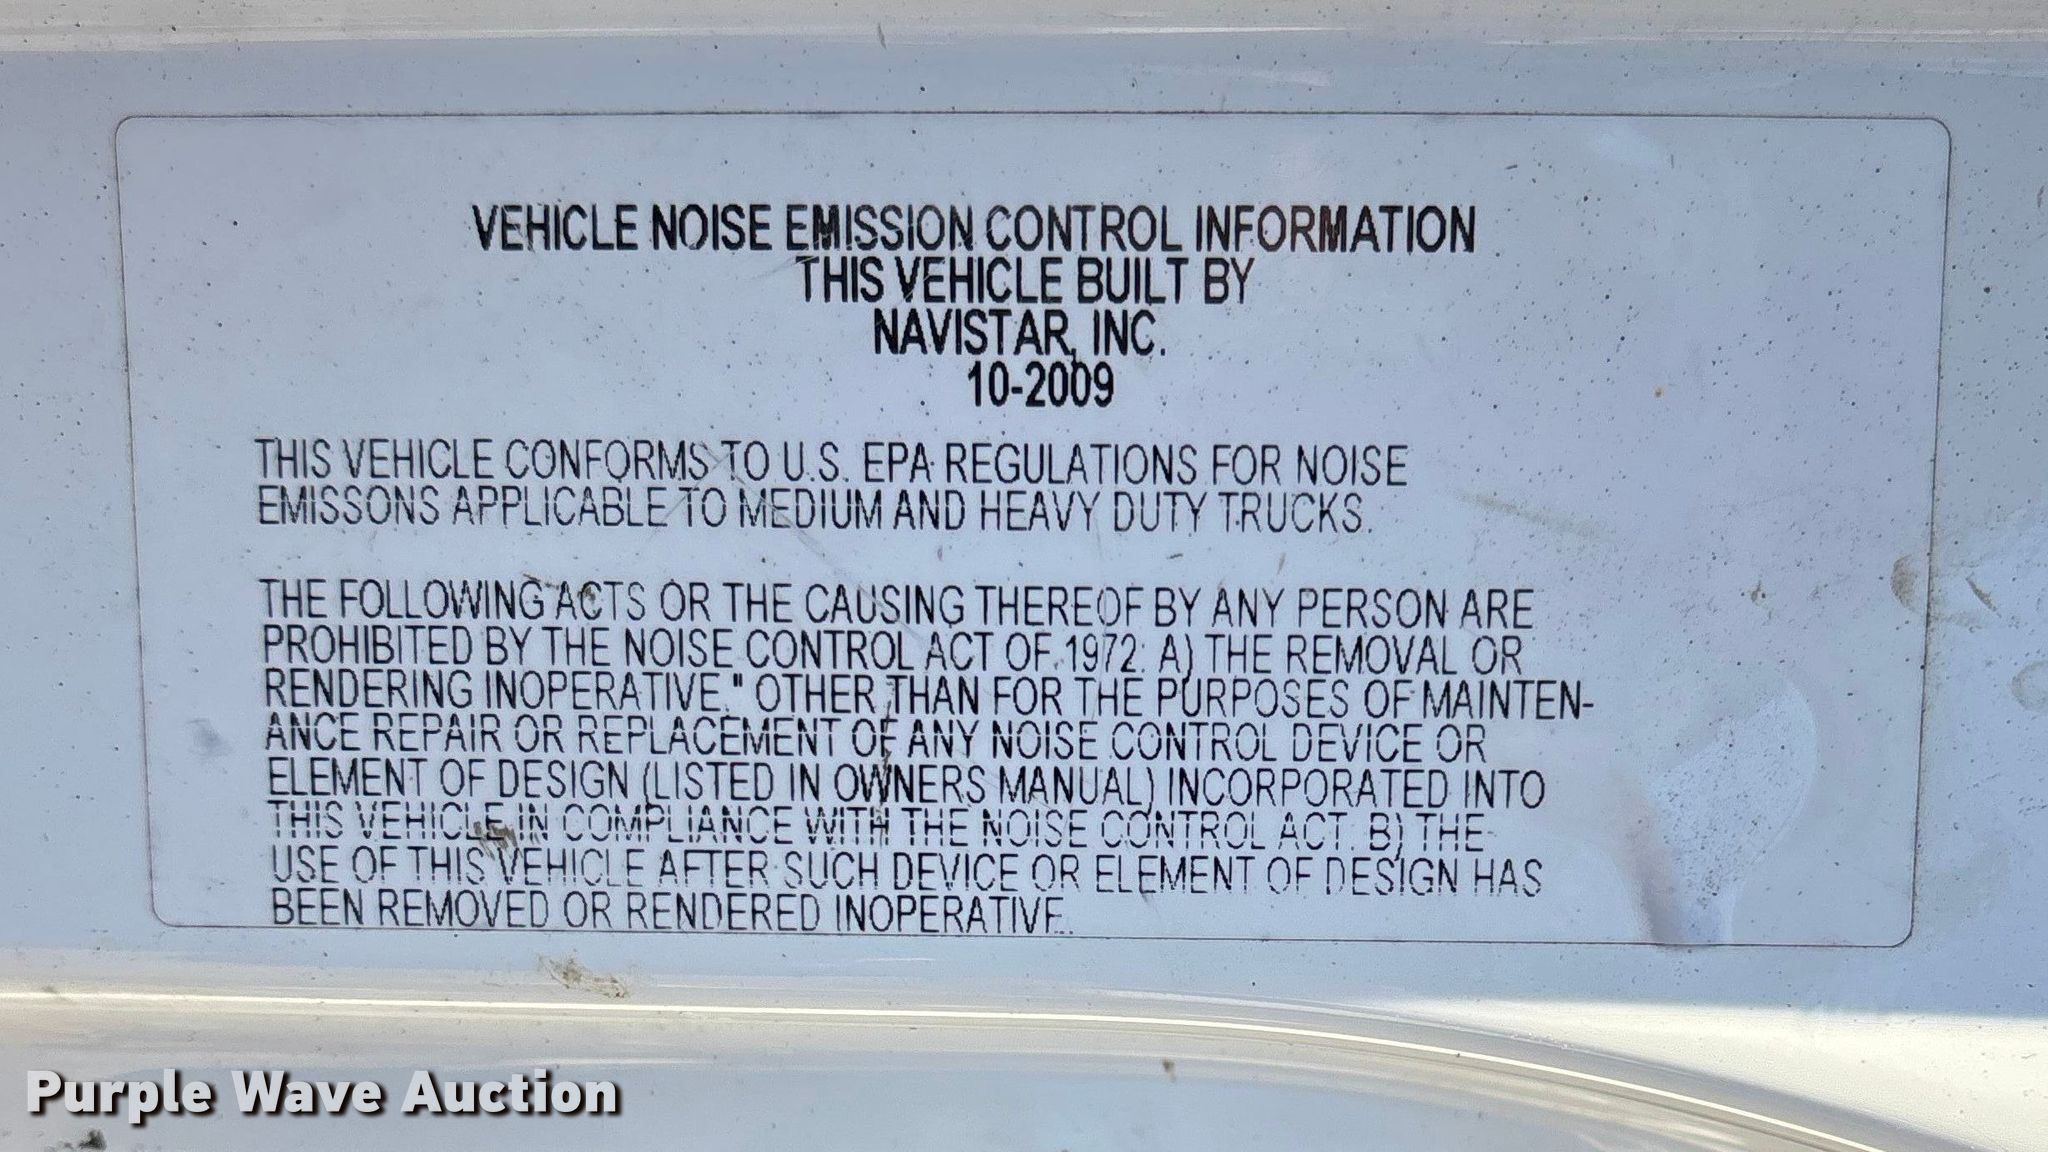 VEHICLE NOISE EMISSION CONTROL INFORMATION
THIS VEHICLE BUILT BY
NAVISTAR, INC.
10-2009
THIS VEHICLE CONFORMS TO U.S. EPA REGULATIONS FOR NOISE
EMISSONS APPLICABLE TO MEDIUM AND HEAVY DUTY TRUCKS.
THE FOLLOWING ACTS OR THE CAUSING THEREOF BY ANY PERSON ARE
PROHIBITED BY THE NOISE CONTROL ACT OF 1972: A) THE REMOVAL OR
RENDERING INOPERATIVE." OTHER THAN FOR THE PURPOSES OF MAINTEN-
ANCE REPAIR OR REPLACEMENT OF ANY NOISE CONTROL DEVICE OR
ELEMENT OF DESIGN (LISTED IN OWNERS MANUAL) INCORPORATED INTO
THIS VEHICLE IN COMPLIANCE WITH THE NOISE CONTROL ACT. B) THE
USE OF THIS VEHICLE AFTER SUCH DEVICE OR ELEMENT OF DESIGN HAS
BEEN REMOVED OR RENDERED INOPERATIVE.
Purple Wave Auction